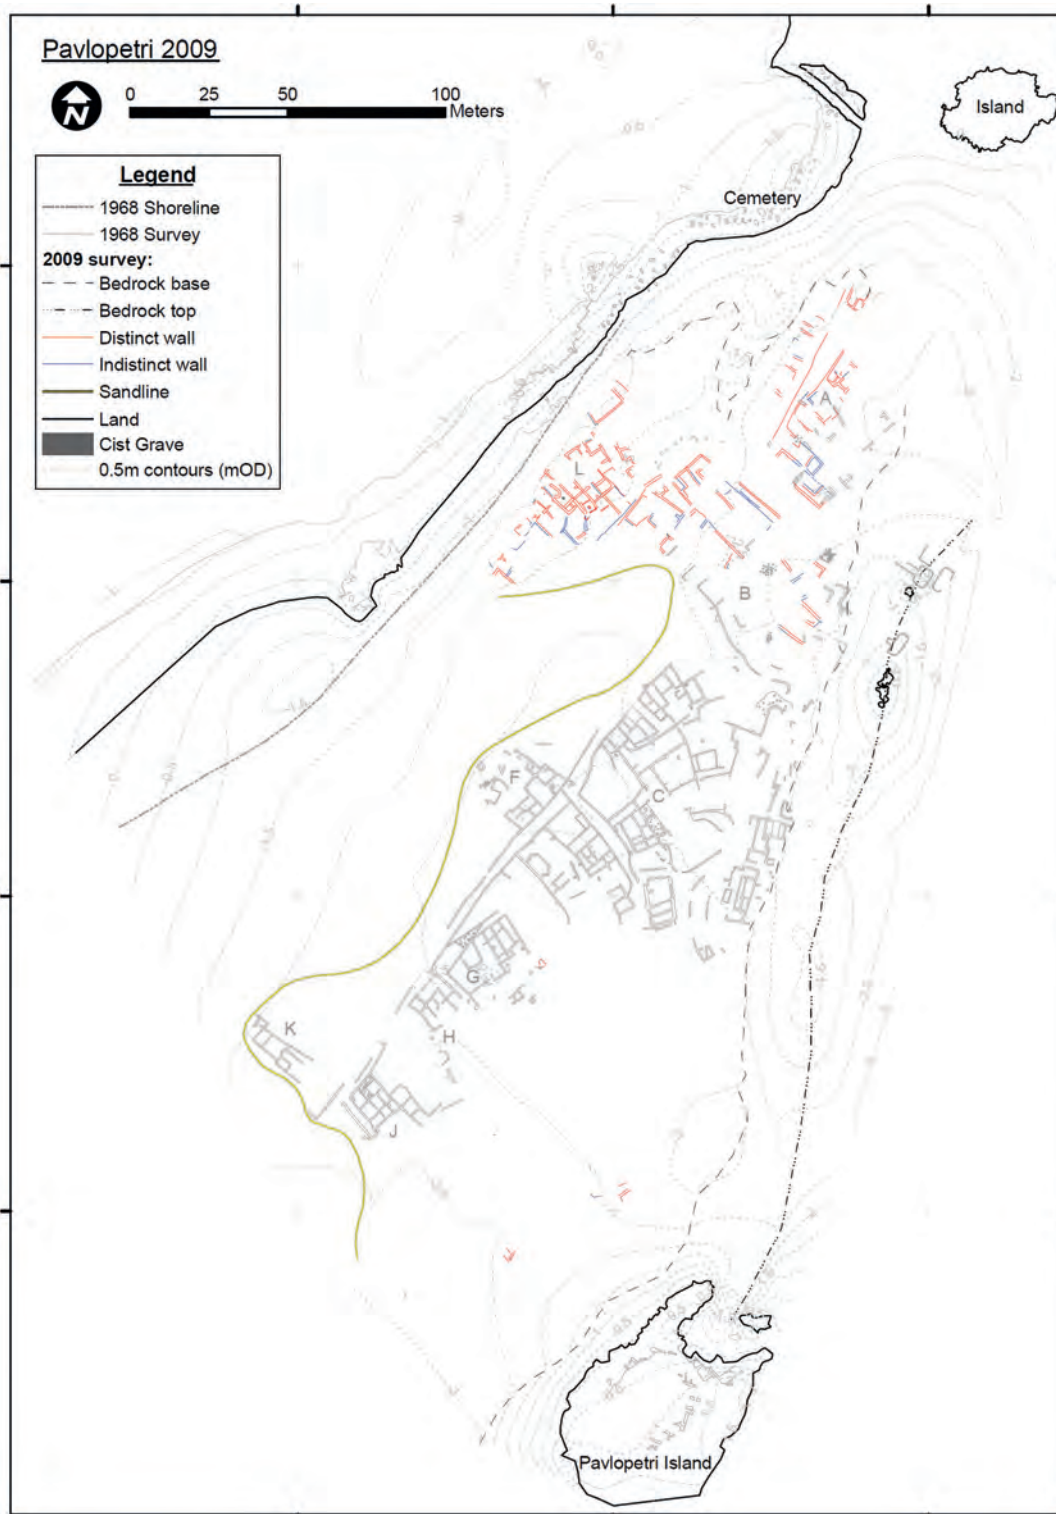 Pavlopetri 2009
N
0 25 50 100
Meters
Island
Legend
1968 Shoreline
1968 Survey
2009 survey:
Bedrock base
Bedrock top
Distinct wall
Indistinct wall
Sandline
Land
Cist Grave
0.5m contours (mOD)
Cemetery
A
L
B
F
C
G
K
H
J
Pavlopetri Island